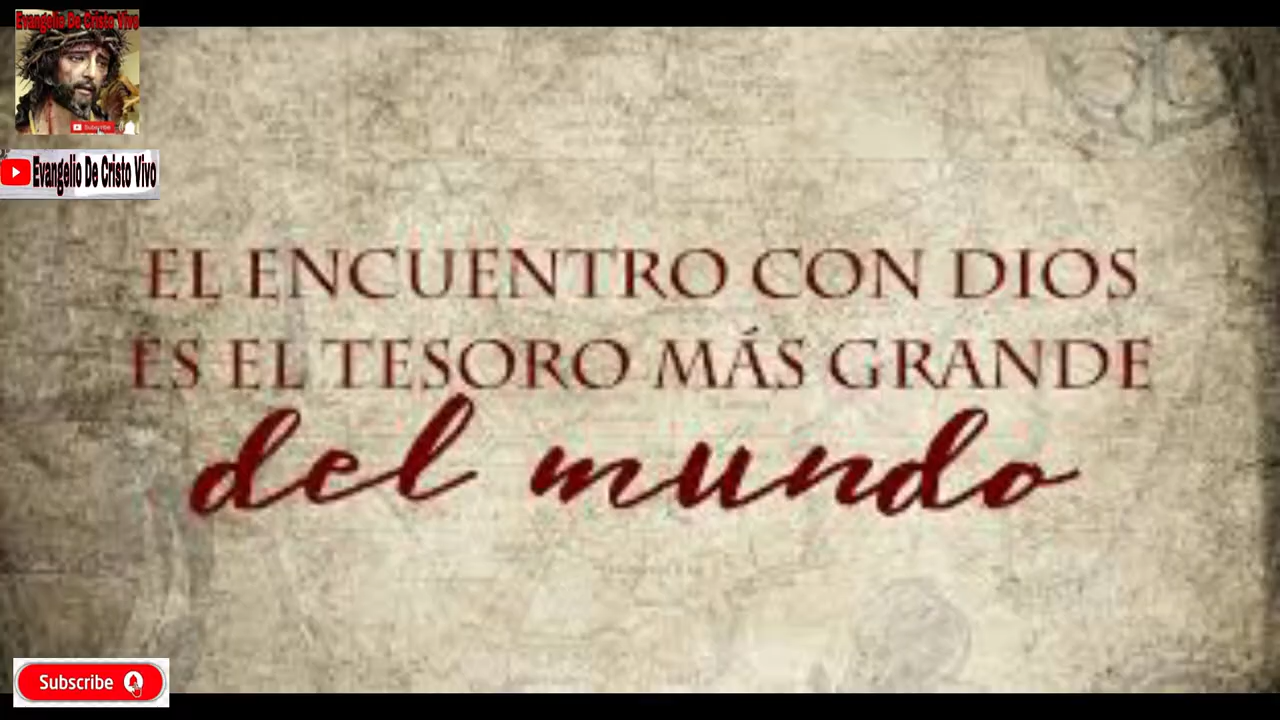 Evangelio De Cristo Vivo
Subscribe
Evangelio De Cristo Vivo
EL ENCUENTRO CON DIOS
ES EL TESORO MÁS GRANDE
del mundo
Subscribe